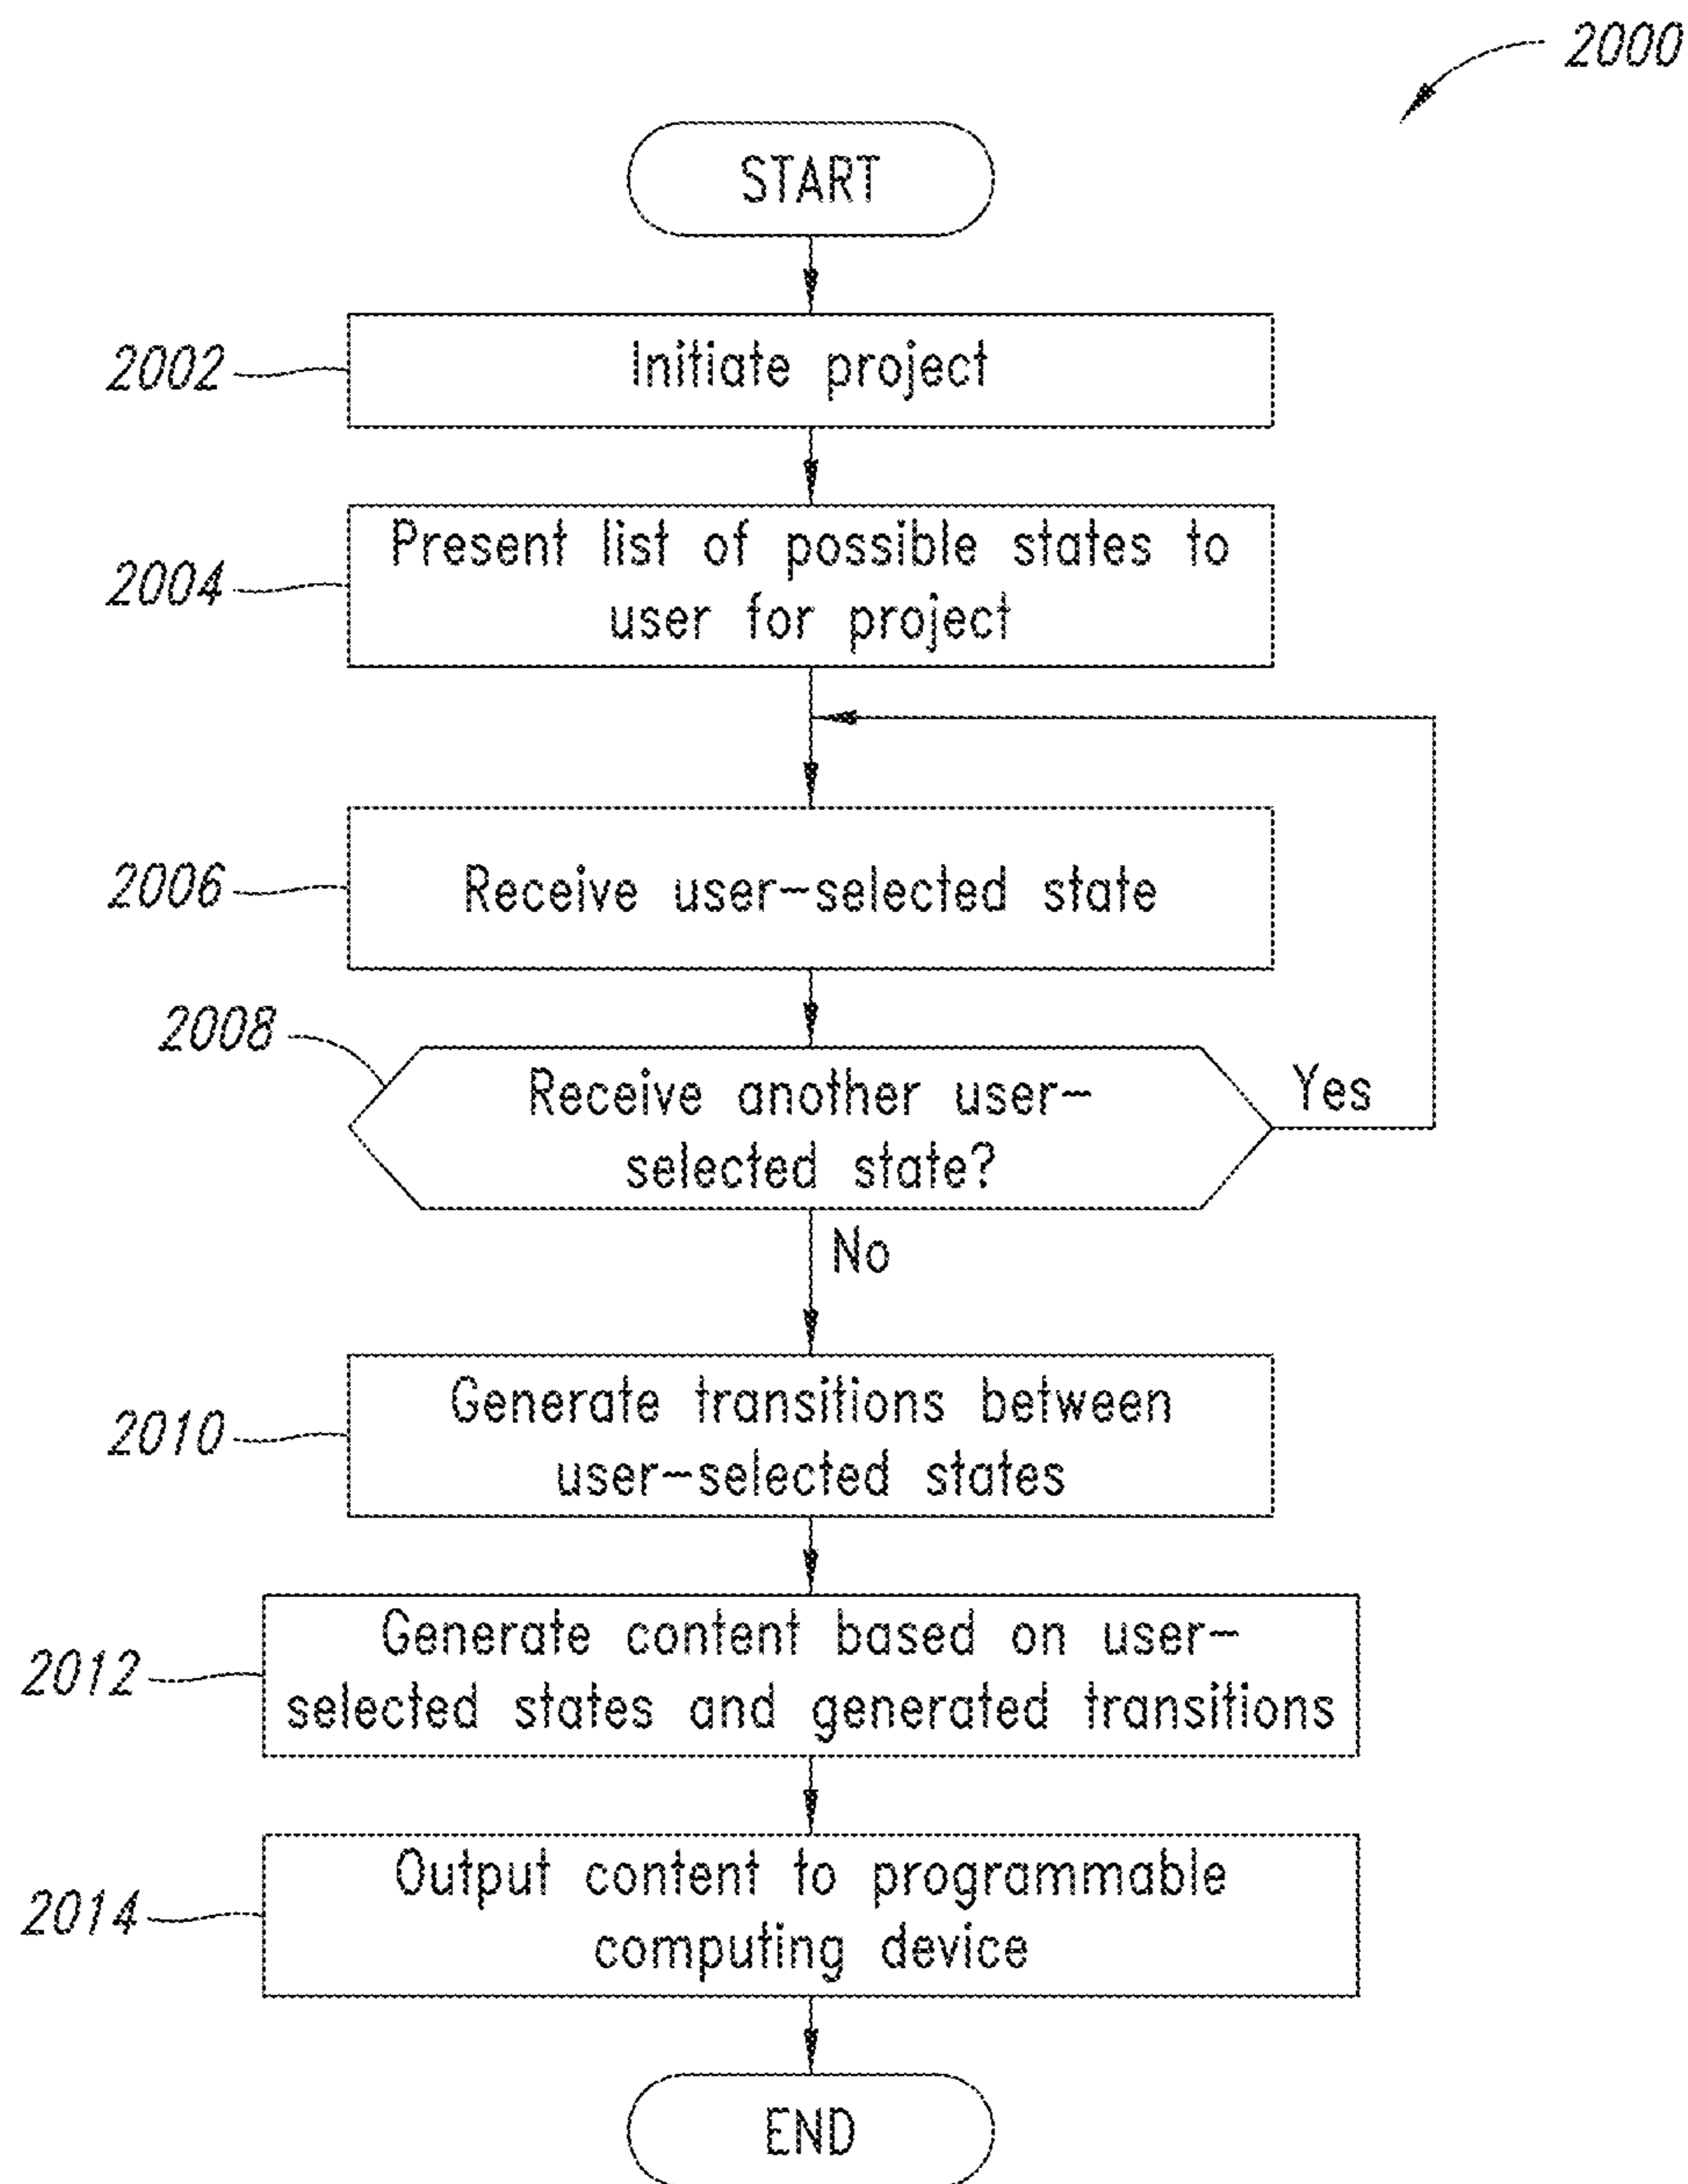 2000
START
2002
Initiate project
2004
Present list of possible states to
user for project
2006
Receive user-selected state
2008
Receive another user-
selected state?
Yes
No
2010
Generate transitions between
user-selected states
2012
Generate content based on user-
selected states and generated transitions
2014
Output content to programmable
computing device
END